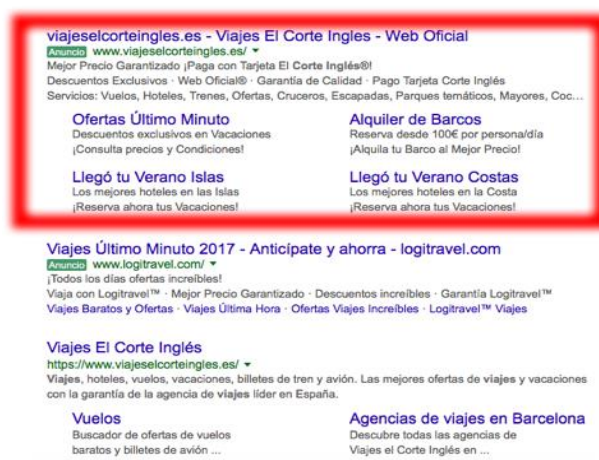 viajeselcorteingles.es - Viajes El Corte Ingles - Web Oficial
Anuncio www.viajeselcorteingles.es/
Mejor Precio Garantizado ¡Paga con Tarjeta El Corte Inglés®!
Descuentos Exclusivos · Web Oficial® · Garantía de Calidad · Pago Tarjeta Corte Inglés
Servicios: Vuelos, Hoteles, Trenes, Ofertas, Cruceros, Escapadas, Parques temáticos, Mayores, Coc...
Ofertas Último Minuto
Descuentos exclusivos en Vacaciones
¡Consulta precios y Condiciones!
Alquiler de Barcos
Reserva desde 100€ por persona/día
¡Alquila tu Barco al Mejor Precio!
Llegó tu Verano Islas
Los mejores hoteles en las Islas
¡Reserva ahora tus Vacaciones!
Llegó tu Verano Costas
Los mejores hoteles en la Costa
¡Reserva ahora tus Vacaciones!
Viajes Último Minuto 2017 - Anticípate y ahorra - logitravel.com
Anuncio www.logitravel.com/
¡Todos los días ofertas increíbles!
Viaja con Logitravel™ · Mejor Precio Garantizado · Descuentos increíbles · Garantía Logitravel™
Viajes Baratos y Ofertas · Viajes Última Hora · Ofertas Viajes Increíbles · Logitravel™ Viajes
Viajes El Corte Inglés
https://www.viajeselcorteingles.es/
Viajes, hoteles, vuelos, vacaciones, billetes de tren y avión. Las mejores ofertas de viajes y vacaciones
con la garantía de la agencia de viajes líder en España.
Vuelos
Buscador de ofertas de vuelos
baratos y billetes de avión ...
Agencias de viajes en Barcelona
Descubre todas las agencias de
Viajes el Corte Inglés en ...